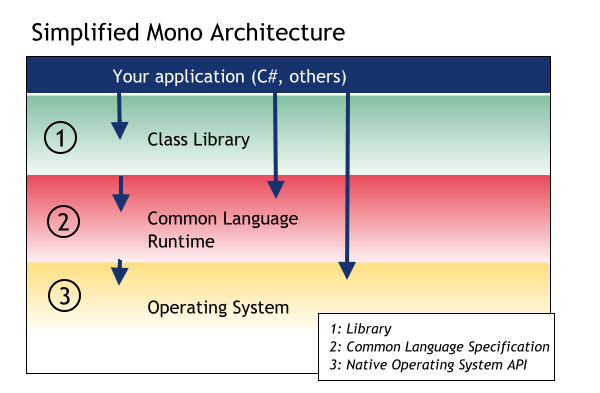 Simplified Mono Architecture
Your application (C#, others)
1
Class Library
2
Common Language
Runtime
3
Operating System
1: Library
2: Common Language Specification
3: Native Operating System API